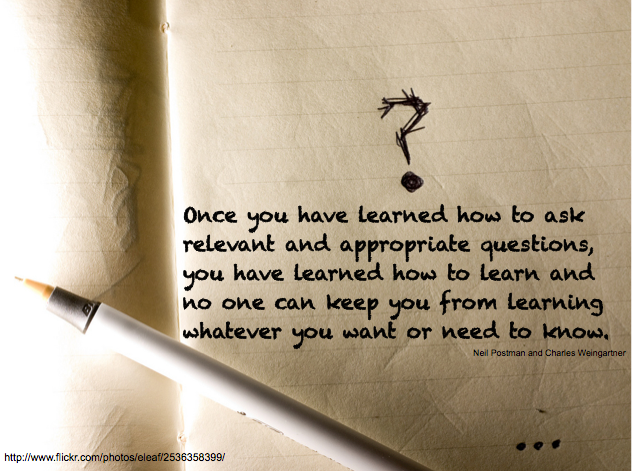 ?
Once you have learned how to ask
relevant and appropriate questions,
you have learned how to learn and
no one can keep you from learning
whatever you want or need to know.
Neil Postman and Charles Weingartner
...
http://www.flickr.com/photos/eleaf/2536358399/